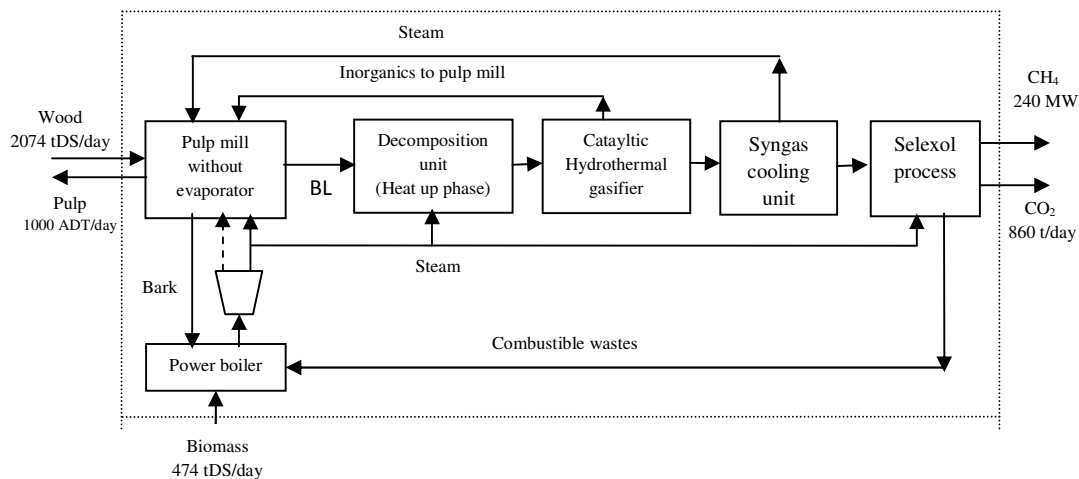 Steam
Inorganics to pulp mill
CH₄
240 MW
Wood
2074 tDS/day
Pulp
1000 ADT/day
Pulp mill
without
evaporator
BL
Decomposition
unit
(Heat up phase)
Catayltic
Hydrothermal
gasifier
Syngas
cooling
unit
Selexol
process
CO₂
860 t/day
Steam
Bark
Combustible wastes
Power boiler
Biomass
474 tDS/day